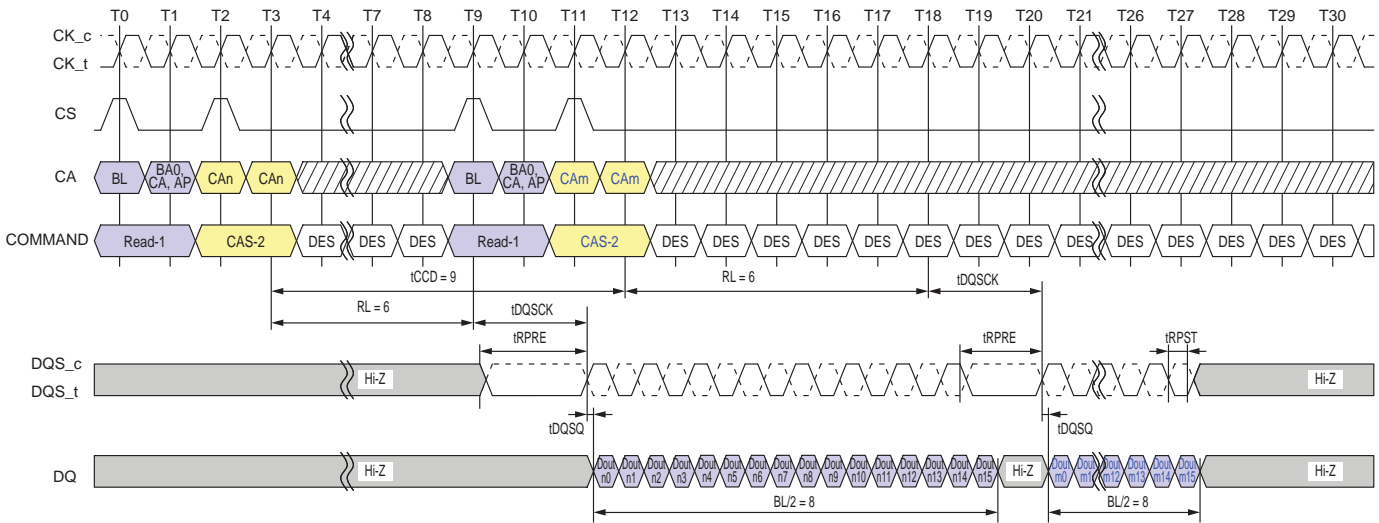 T0 T1 T2 T3 T4 T7 T8 T9 T10 T11 T12 T13 T14 T15 T16 T17 T18 T19 T20 T21 T26 T27 T28 T29 T30
CK_c
CK_t
CS
CA BL BA0, CA, AP CAn CAn BL BA0, CA, AP CAm CAm
COMMAND Read-1 CAS-2 DES DES DES Read-1 CAS-2 DES DES DES DES DES DES DES DES DES DES DES DES DES DES
tCCD = 9 RL = 6 tDQSCK
RL = 6 tDQSCK
tRPRE tRPRE tRPST
DQS_c
DQS_t
Hi-Z Hi-Z
tDQSQ tDQSQ
DQ Hi-Z Dout n0 Dout n1 Dout n2 Dout n3 Dout n4 Dout n5 Dout n6 Dout n7 Dout n8 Dout n9 Dout n10 Dout n11 Dout n12 Dout n13 Dout n14 Dout n15 Hi-Z Dout m0 Dout m1 Dout m12 Dout m13 Dout m14 Dout m15 Hi-Z
BL/2 = 8 BL/2 = 8